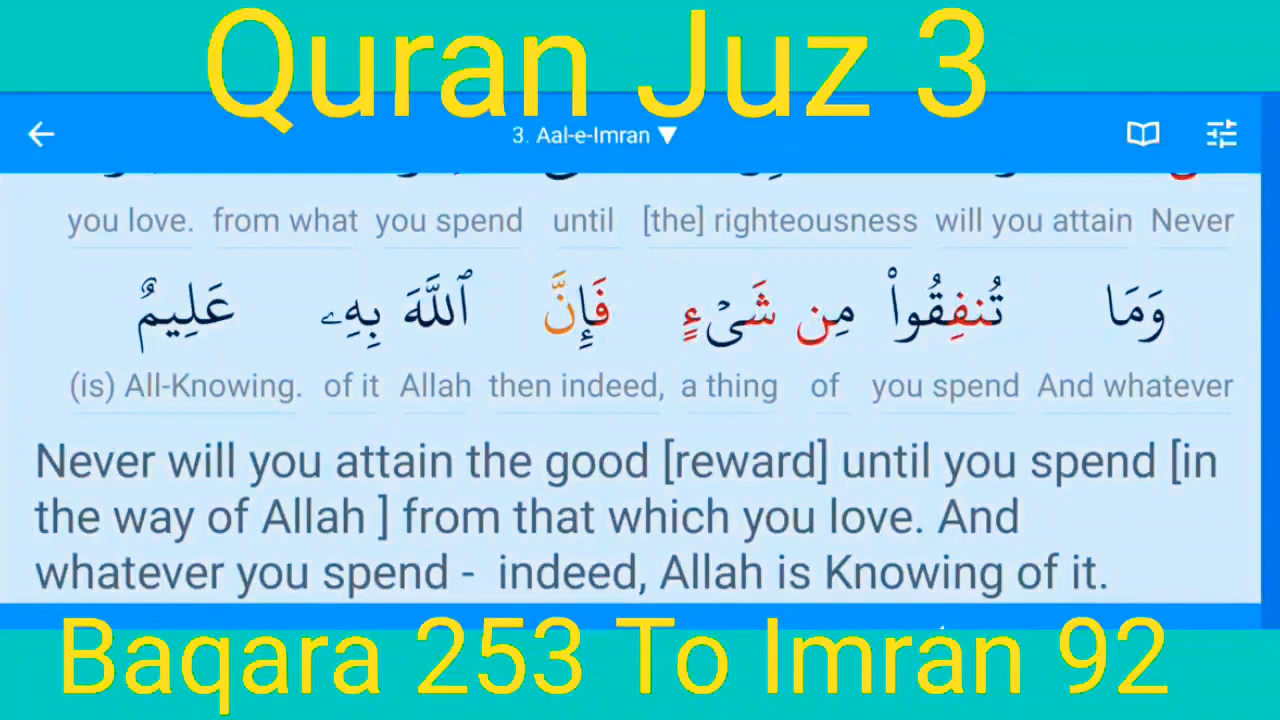 Quran Juz 3
3. Aal-e-Imran ▼
you love. from what you spend until [the] righteousness will you attain Never
وَمَا تُنفِقُوا۟ مِن شَىْءٍ فَإِنَّ ٱللَّهَ بِهِۦ عَلِيمٌ
(is) All-Knowing. of it Allah then indeed, a thing of you spend And whatever
Never will you attain the good [reward] until you spend [in
the way of Allah ] from that which you love. And
whatever you spend - indeed, Allah is Knowing of it.
Baqara 253 To Imran 92